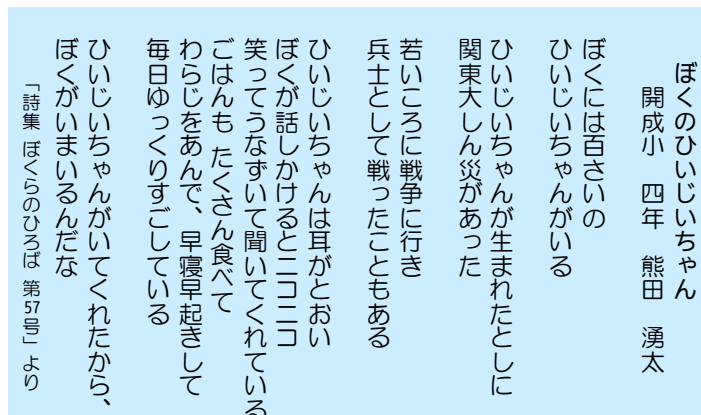 ぼくのひいじいちゃん
開成小 四年 熊田 湧太
ぼくには百さいの
ひいじいちゃんがいる
ひいじいちゃんが生まれたとしに
関東大しん災があった
若いころに戦争に行き
兵士として戦ったこともある
ひいじいちゃんは耳がとおい
ぼくが話しかけるとニコニコ
笑ってうなずいて聞いてくれている
ごはんも たくさん食べて
わらじをあんで、早寝早起きして
毎日ゆっくりすごしている
ひいじいちゃんがいてくれたから、
ぼくがいまいるんだな
「詩集 ぼくらのひろば 第57号」より